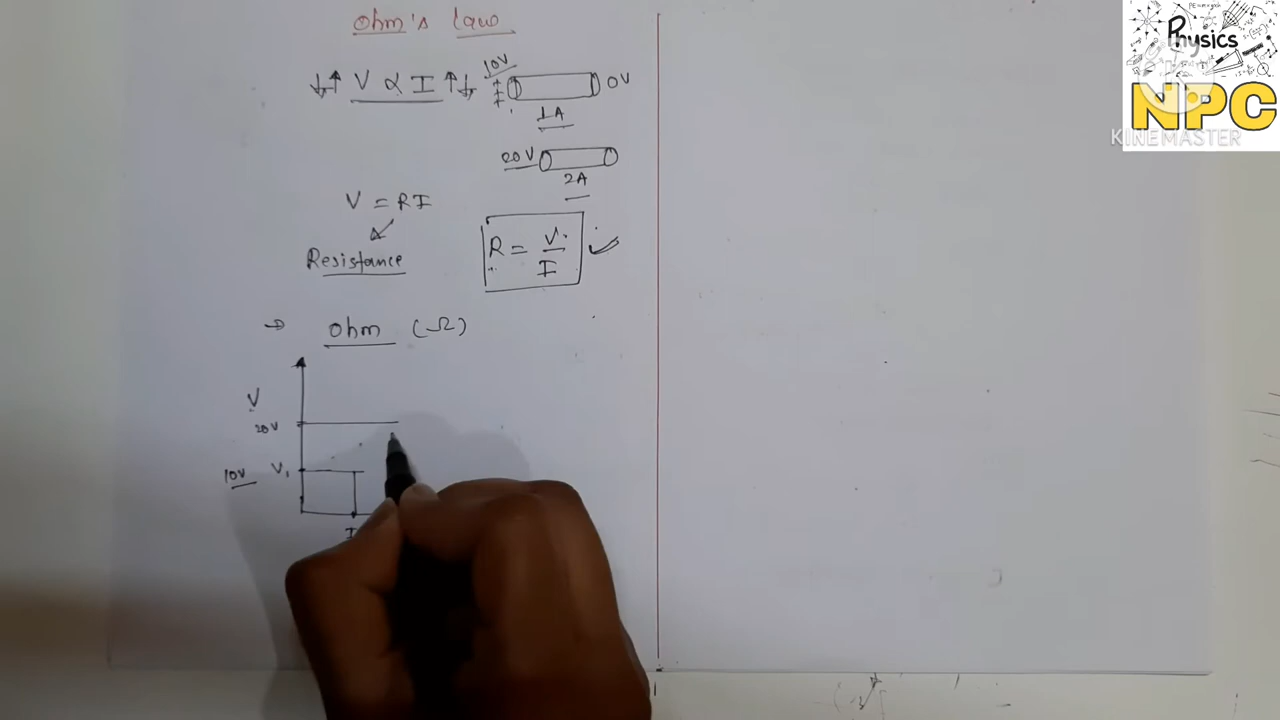 Ohm's law
V ∝ I
10V
0V
1A
20V
2A
V = RI
Resistance
R = V/I
→ Ohm (Ω)
V
20V
10V V₁
I
Physics
NPC
KINEMASTER